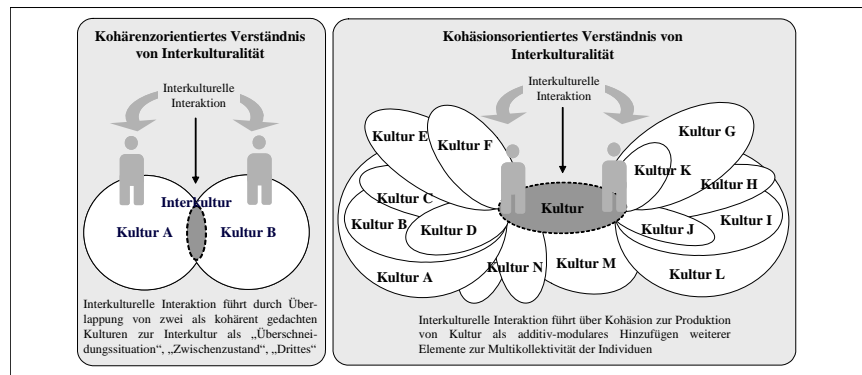 Kohärenzorientiertes Verständnis
von Interkulturalität
Interkulturelle
Interaktion
Interkultur
Kultur A
Kultur B
Interkulturelle Interaktion führt durch Über-
lappung von zwei als kohärent gedachten
Kulturen zur Interkultur als „Überschnei-
dungssituation“, „Zwischenzustand“, „Drittes“
Kohäsionsorientiertes Verständnis von
Interkulturalität
Interkulturelle
Interaktion
Kultur E
Kultur F
Kultur G
Kultur K
Kultur C
Kultur H
Kultur B
Kultur
Kultur I
Kultur D
Kultur J
Kultur A
Kultur N
Kultur M
Kultur L
Interkulturelle Interaktion führt über Kohäsion zur Produktion
von Kultur als additiv-modulares Hinzufügen weiterer
Elemente zur Multikollektivität der Individuen